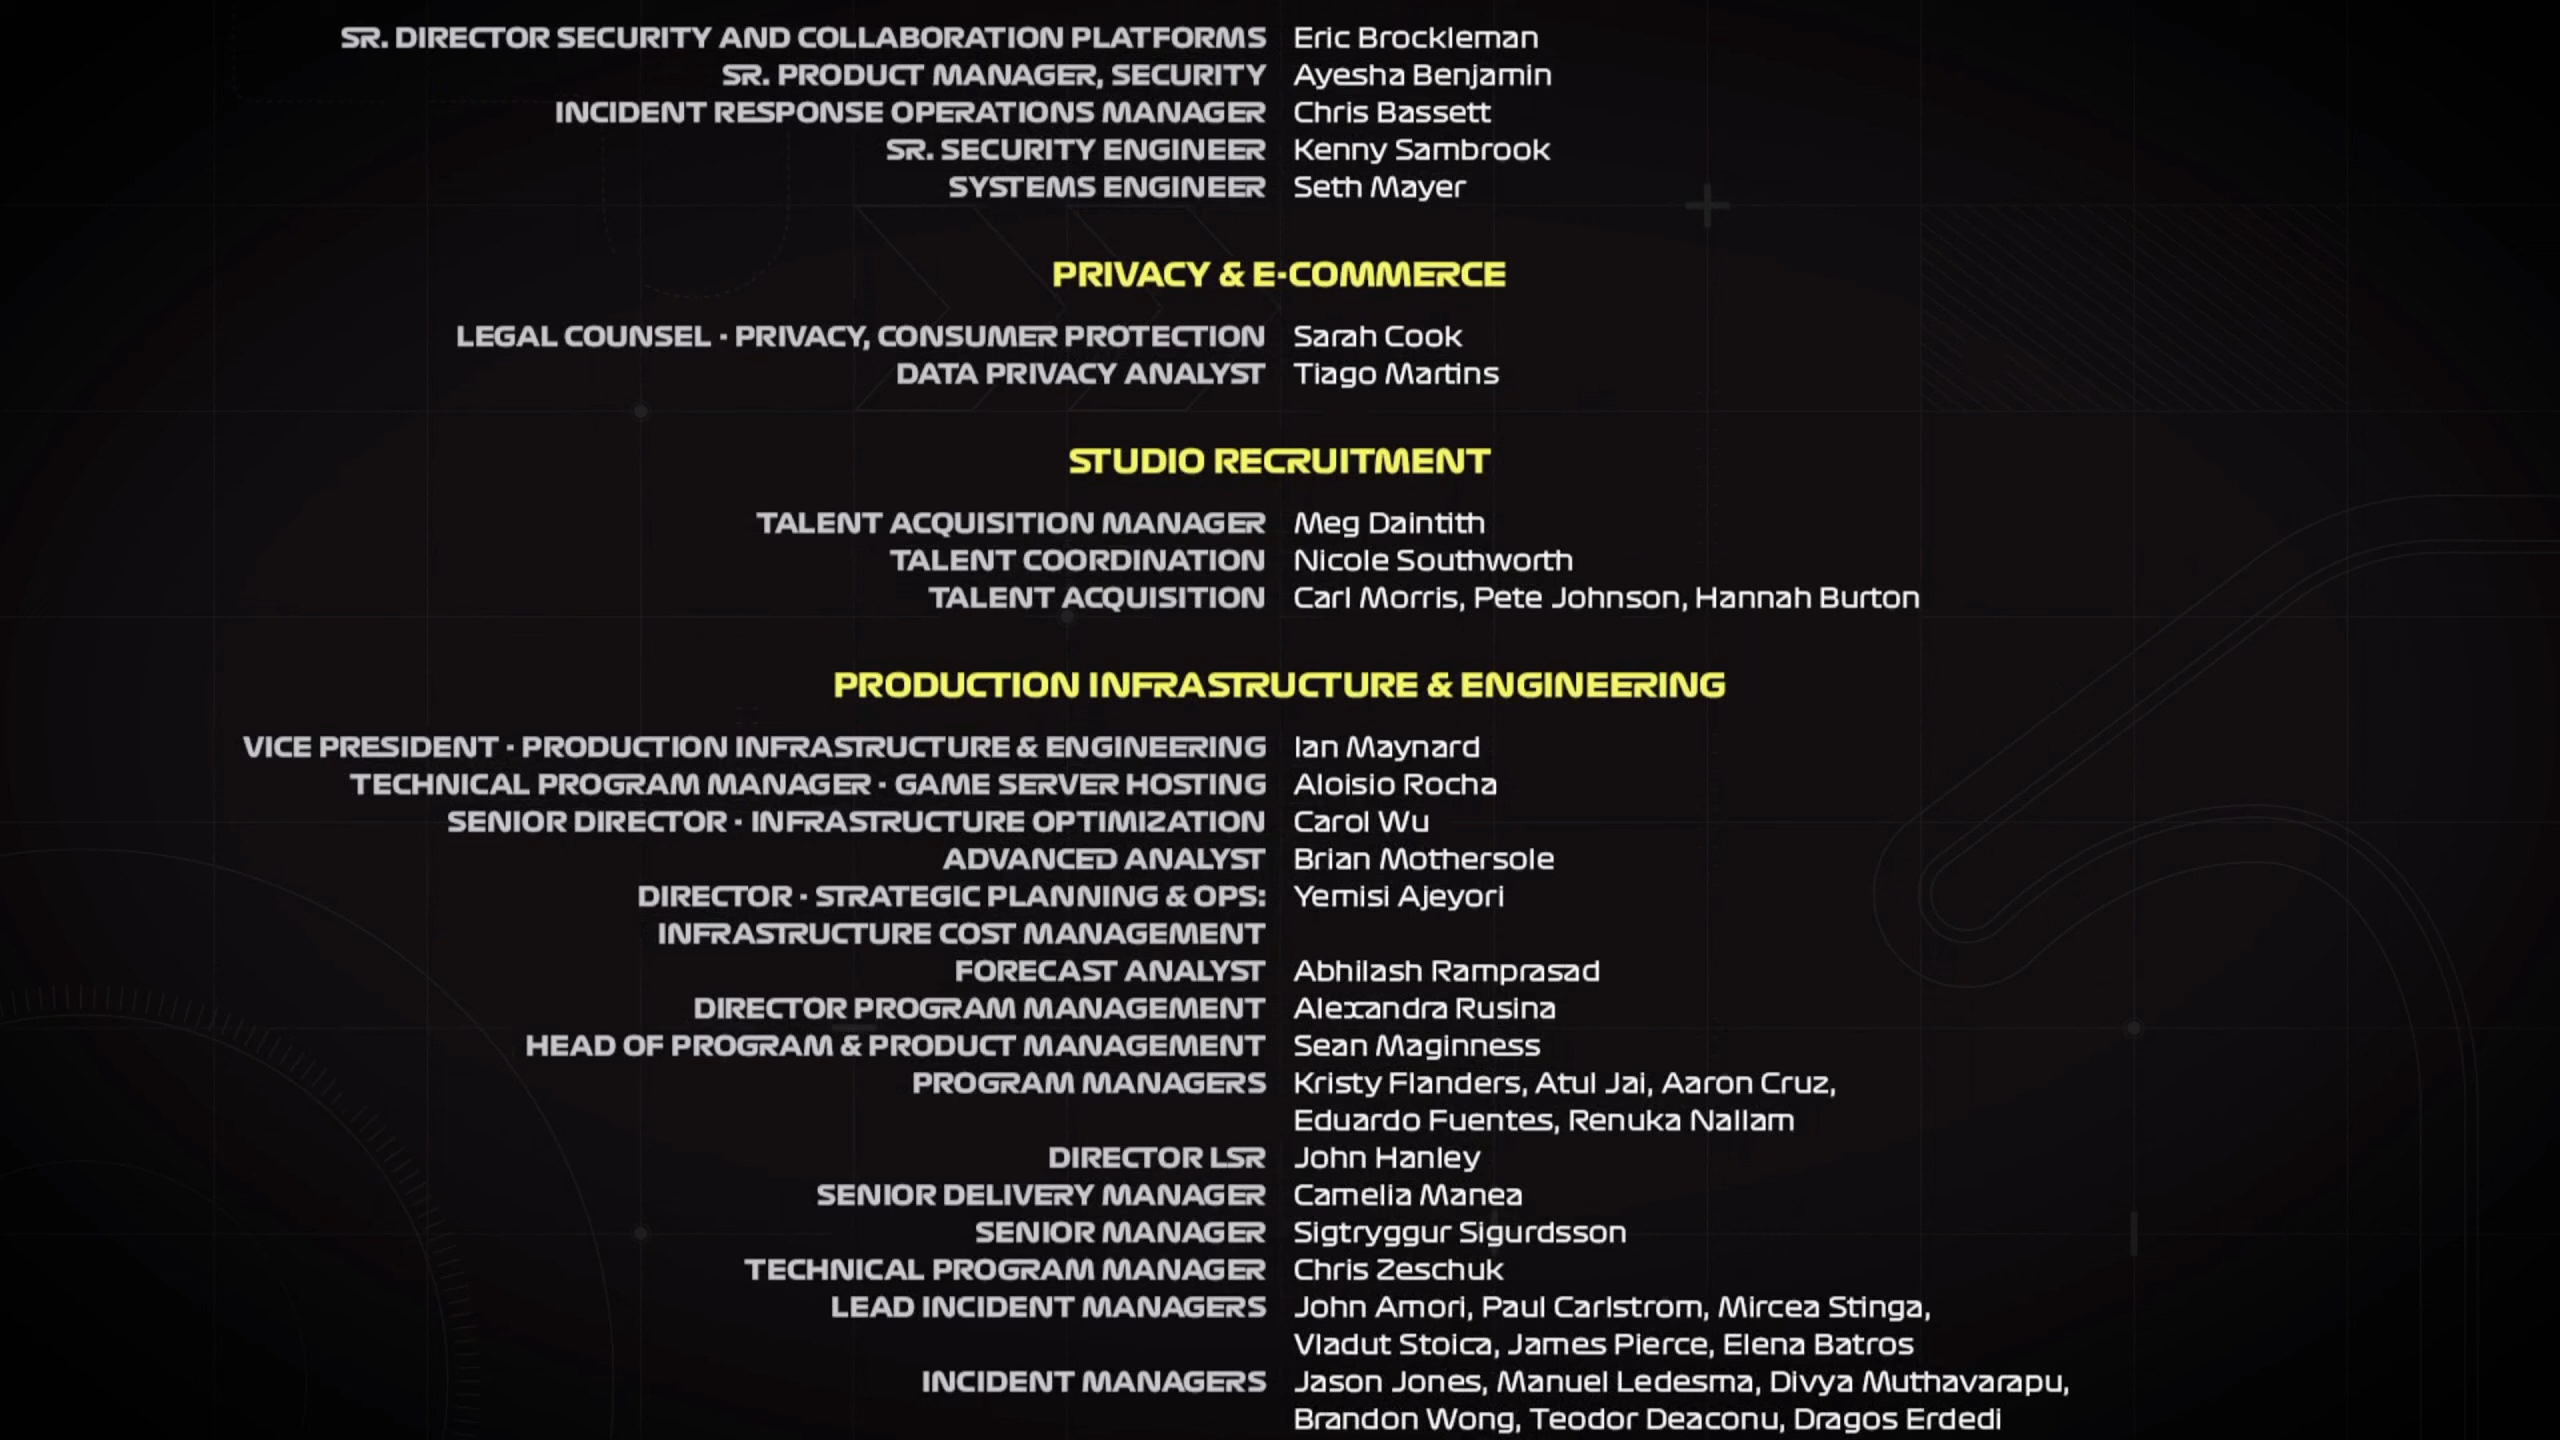 SR. DIRECTOR SECURITY AND COLLABORATION PLATFORMS Eric Brockleman
SR. PRODUCT MANAGER, SECURITY Ayesha Benjamin
INCIDENT RESPONSE OPERATIONS MANAGER Chris Bassett
SR. SECURITY ENGINEER Kenny Sambrook
SYSTEMS ENGINEER Seth Mayer
PRIVACY & E-COMMERCE
LEGAL COUNSEL - PRIVACY, CONSUMER PROTECTION Sarah Cook
DATA PRIVACY ANALYST Tiago Martins
STUDIO RECRUITMENT
TALENT ACQUISITION MANAGER Meg Daintith
TALENT COORDINATION Nicole Southworth
TALENT ACQUISITION Carl Morris, Pete Johnson, Hannah Burton
PRODUCTION INFRASTRUCTURE & ENGINEERING
VICE PRESIDENT - PRODUCTION INFRASTRUCTURE & ENGINEERING Ian Maynard
TECHNICAL PROGRAM MANAGER - GAME SERVER HOSTING Aloisio Rocha
SENIOR DIRECTOR - INFRASTRUCTURE OPTIMIZATION Carol Wu
ADVANCED ANALYST Brian Mothersole
DIRECTOR - STRATEGIC PLANNING & OPS: Yemisi Ajeyori
INFRASTRUCTURE COST MANAGEMENT
FORECAST ANALYST Abhilash Ramprasad
DIRECTOR PROGRAM MANAGEMENT Alexandra Rusina
HEAD OF PROGRAM & PRODUCT MANAGEMENT Sean Maginness
PROGRAM MANAGERS Kristy Flanders, Atul Jai, Aaron Cruz,
Eduardo Fuentes, Renuka Nallam
DIRECTOR LSR John Hanley
SENIOR DELIVERY MANAGER Camelia Manea
SENIOR MANAGER Sigtryggur Sigurdsson
TECHNICAL PROGRAM MANAGER Chris Zeschuk
LEAD INCIDENT MANAGERS John Amori, Paul Carlstrom, Mircea Stinga,
Vladut Stoica, James Pierce, Elena Batros
INCIDENT MANAGERS Jason Jones, Manuel Ledesma, Divya Muthavarapu,
Brandon Wong, Teodor Deaconu, Dragos Erdedi